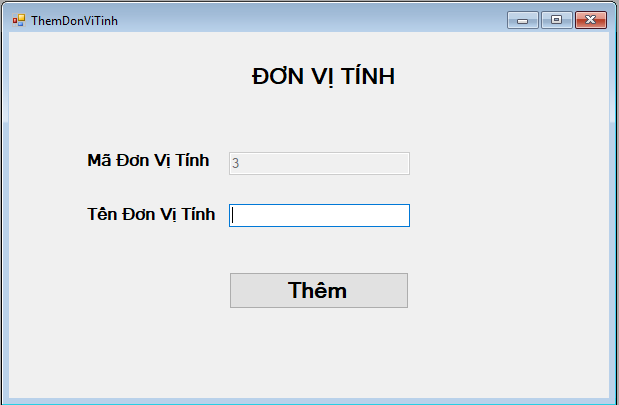 ThemDonViTinh
ĐƠN VỊ TÍNH
Mã Đơn Vị Tính
3
Tên Đơn Vị Tính
Thêm